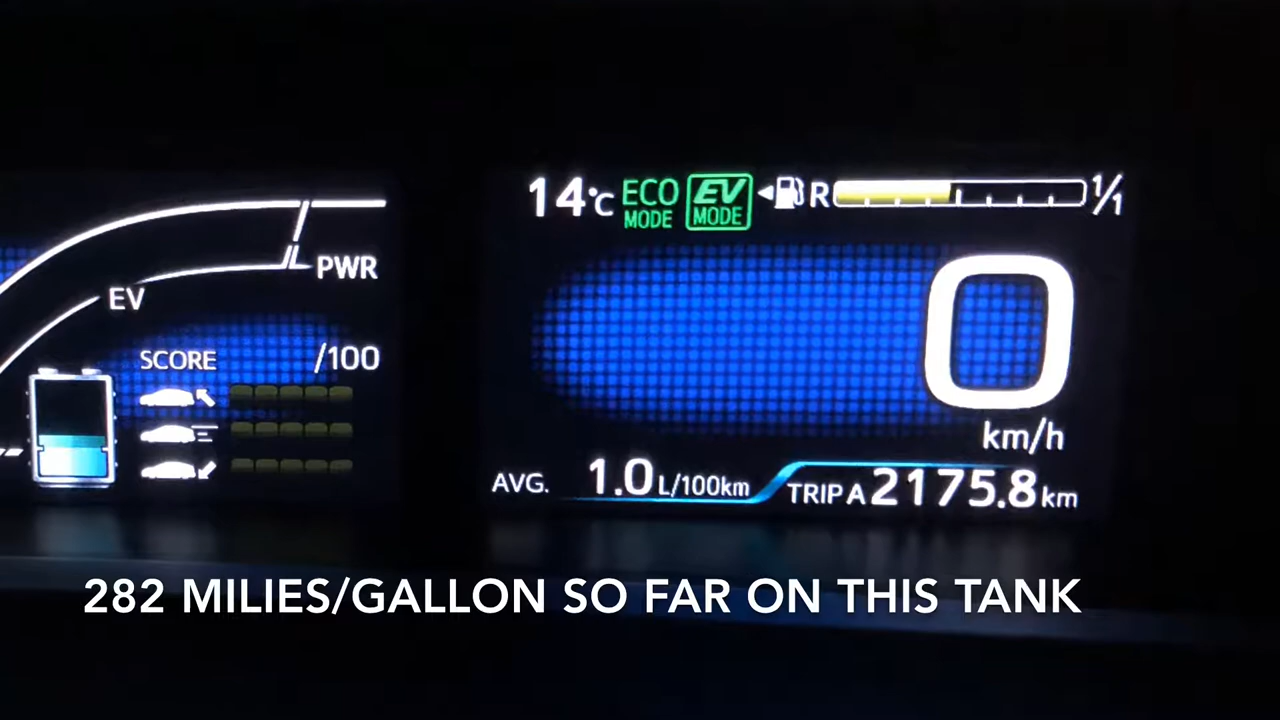 14°C ECO MODE EV MODE R 1/1
PWR
EV
SCORE /100
0
km/h
AVG. 1.0 L/100km TRIP A 2175.8 km
282 MILIES/GALLON SO FAR ON THIS TANK